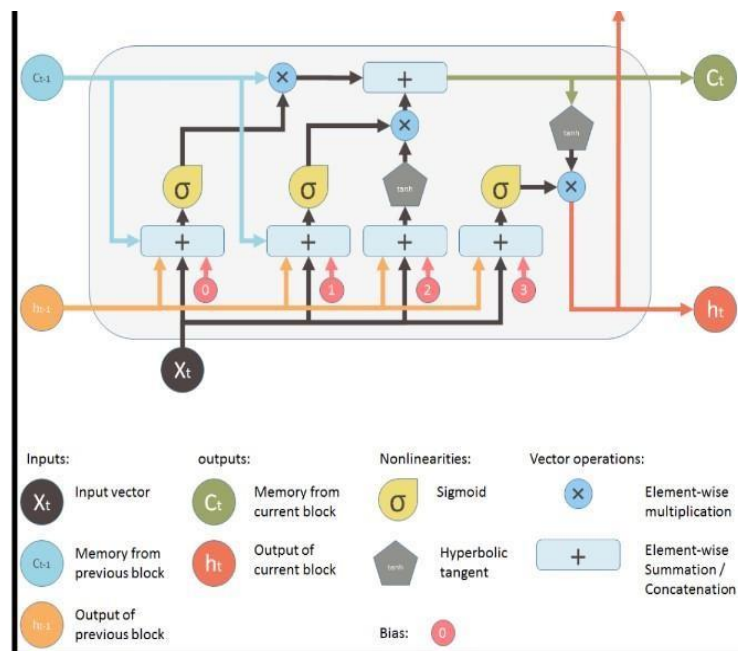 Ct-1
×
+
Ct
×
tanh
σ
σ
tanh
σ
×
+
+
+
+
0
1
2
3
ht-1
ht
Xt
Inputs:
outputs:
Nonlinearities:
Vector operations:
Xt
Input vector
Ct
Memory from
current block
σ
Sigmoid
×
Element-wise
multiplication
Ct-1
Memory from
previous block
ht
Output of
current block
tanh
Hyperbolic
tangent
+
Element-wise
Summation /
Concatenation
ht-1
Output of
previous block
Bias:
0